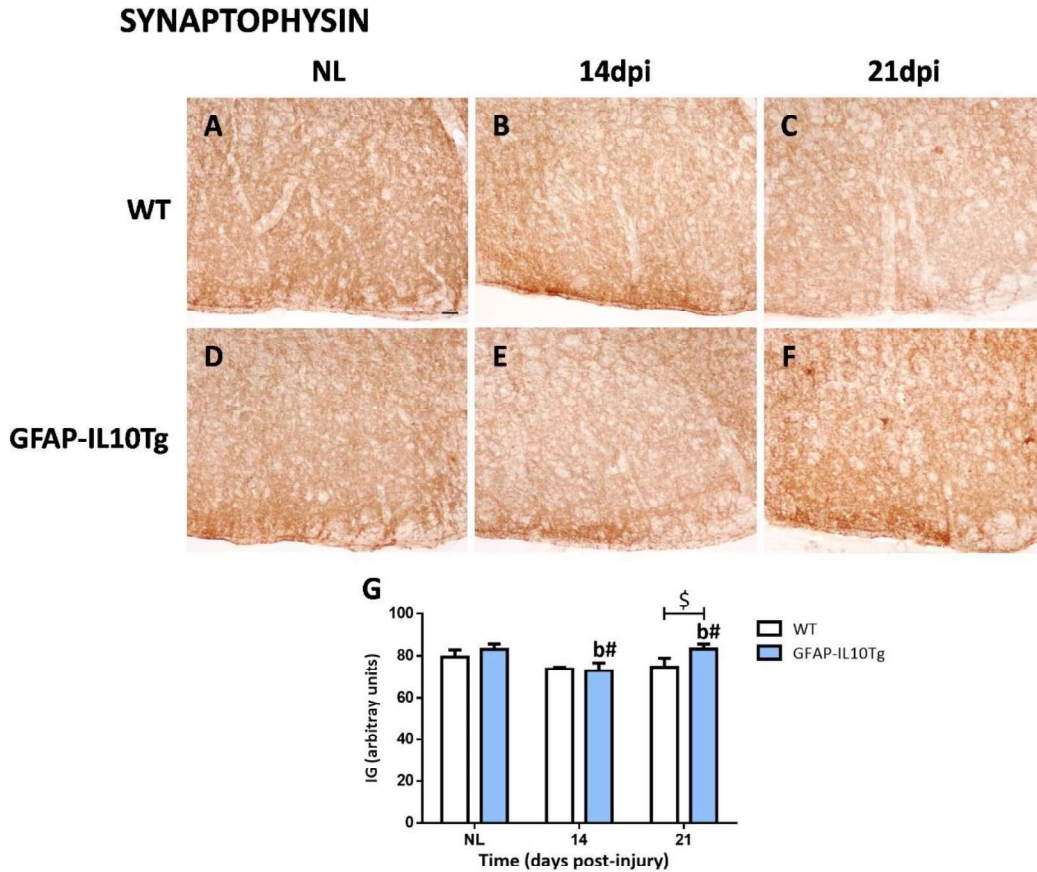 SYNAPTOPHYSIN
NL 14dpi 21dpi
A B C
WT
D E F
GFAP-IL10Tg
G
100
80
60
40
20
0
IG (arbitray units)
b#
$
b#
WT
GFAP-IL10Tg
NL 14 21
Time (days post-injury)